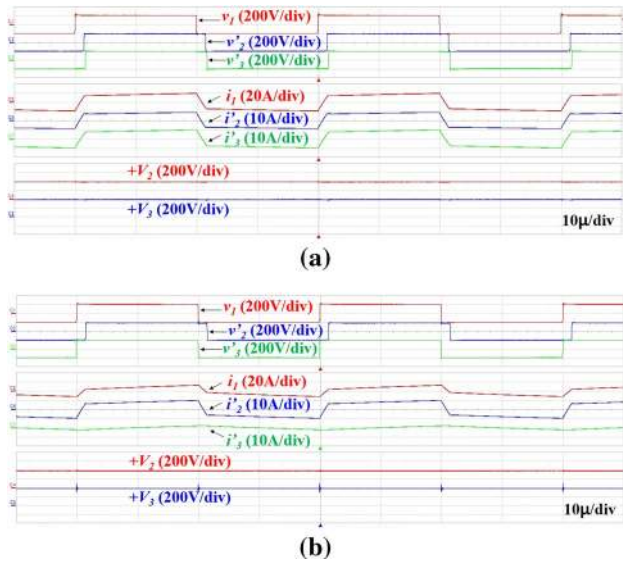 v₁ (200V/div)
v'₂ (200V/div)
v'₃ (200V/div)
i₁ (20A/div)
i'₂ (10A/div)
i'₃ (10A/div)
+V₂ (200V/div)
+V₃ (200V/div)
10μ/div
(a)
v₁ (200V/div)
v'₂ (200V/div)
v'₃ (200V/div)
i₁ (20A/div)
i'₂ (10A/div)
i'₃ (10A/div)
+V₂ (200V/div)
+V₃ (200V/div)
10μ/div
(b)